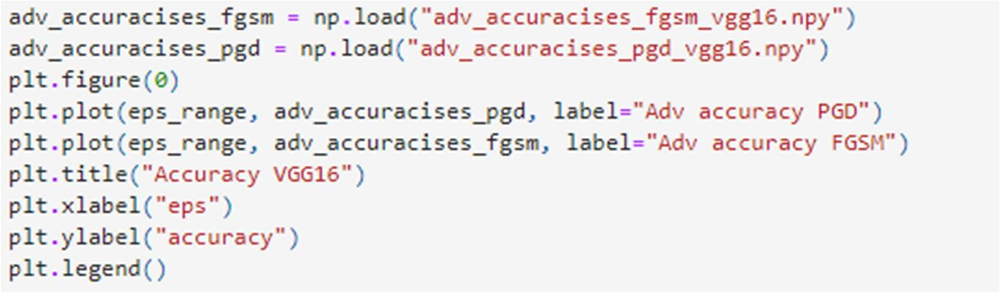 adv_accuracises_fgsm = np.load("adv_accuracises_fgsm_vgg16.npy")
adv_accuracises_pgd = np.load("adv_accuracises_pgd_vgg16.npy")
plt.figure(0)
plt.plot(eps_range, adv_accuracises_pgd, label="Adv accuracy PGD")
plt.plot(eps_range, adv_accuracises_fgsm, label="Adv accuracy FGSM")
plt.title("Accuracy VGG16")
plt.xlabel("eps")
plt.ylabel("accuracy")
plt.legend()